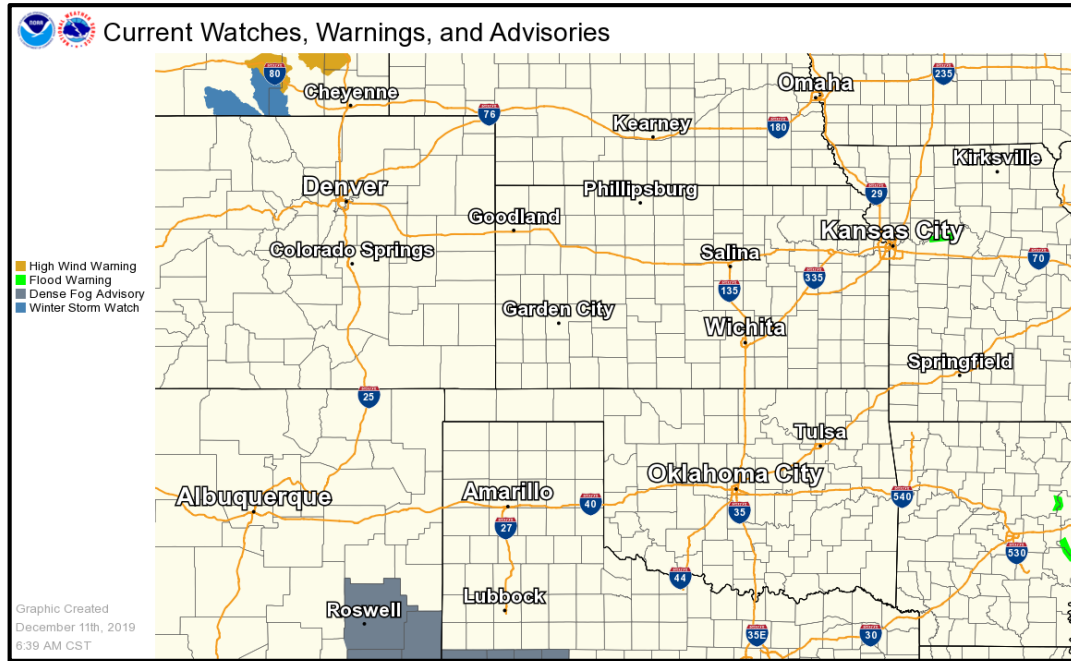 NOAA
Current Watches, Warnings, and Advisories
80
Cheyenne
76
Kearney
Omaha
180
235
Kirksville
29
Denver
Phillipsburg
Goodland
Kansas City
Colorado Springs
Salina
70
High Wind Warning
Flood Warning
Dense Fog Advisory
Winter Storm Watch
135
335
Garden City
Wichita
Springfield
25
Tulsa
Oklahoma City
Albuquerque
Amarillo
40
540
27
35
530
44
Lubbock
Roswell
35E
30
Graphic Created
December 11th, 2019
6:39 AM CST